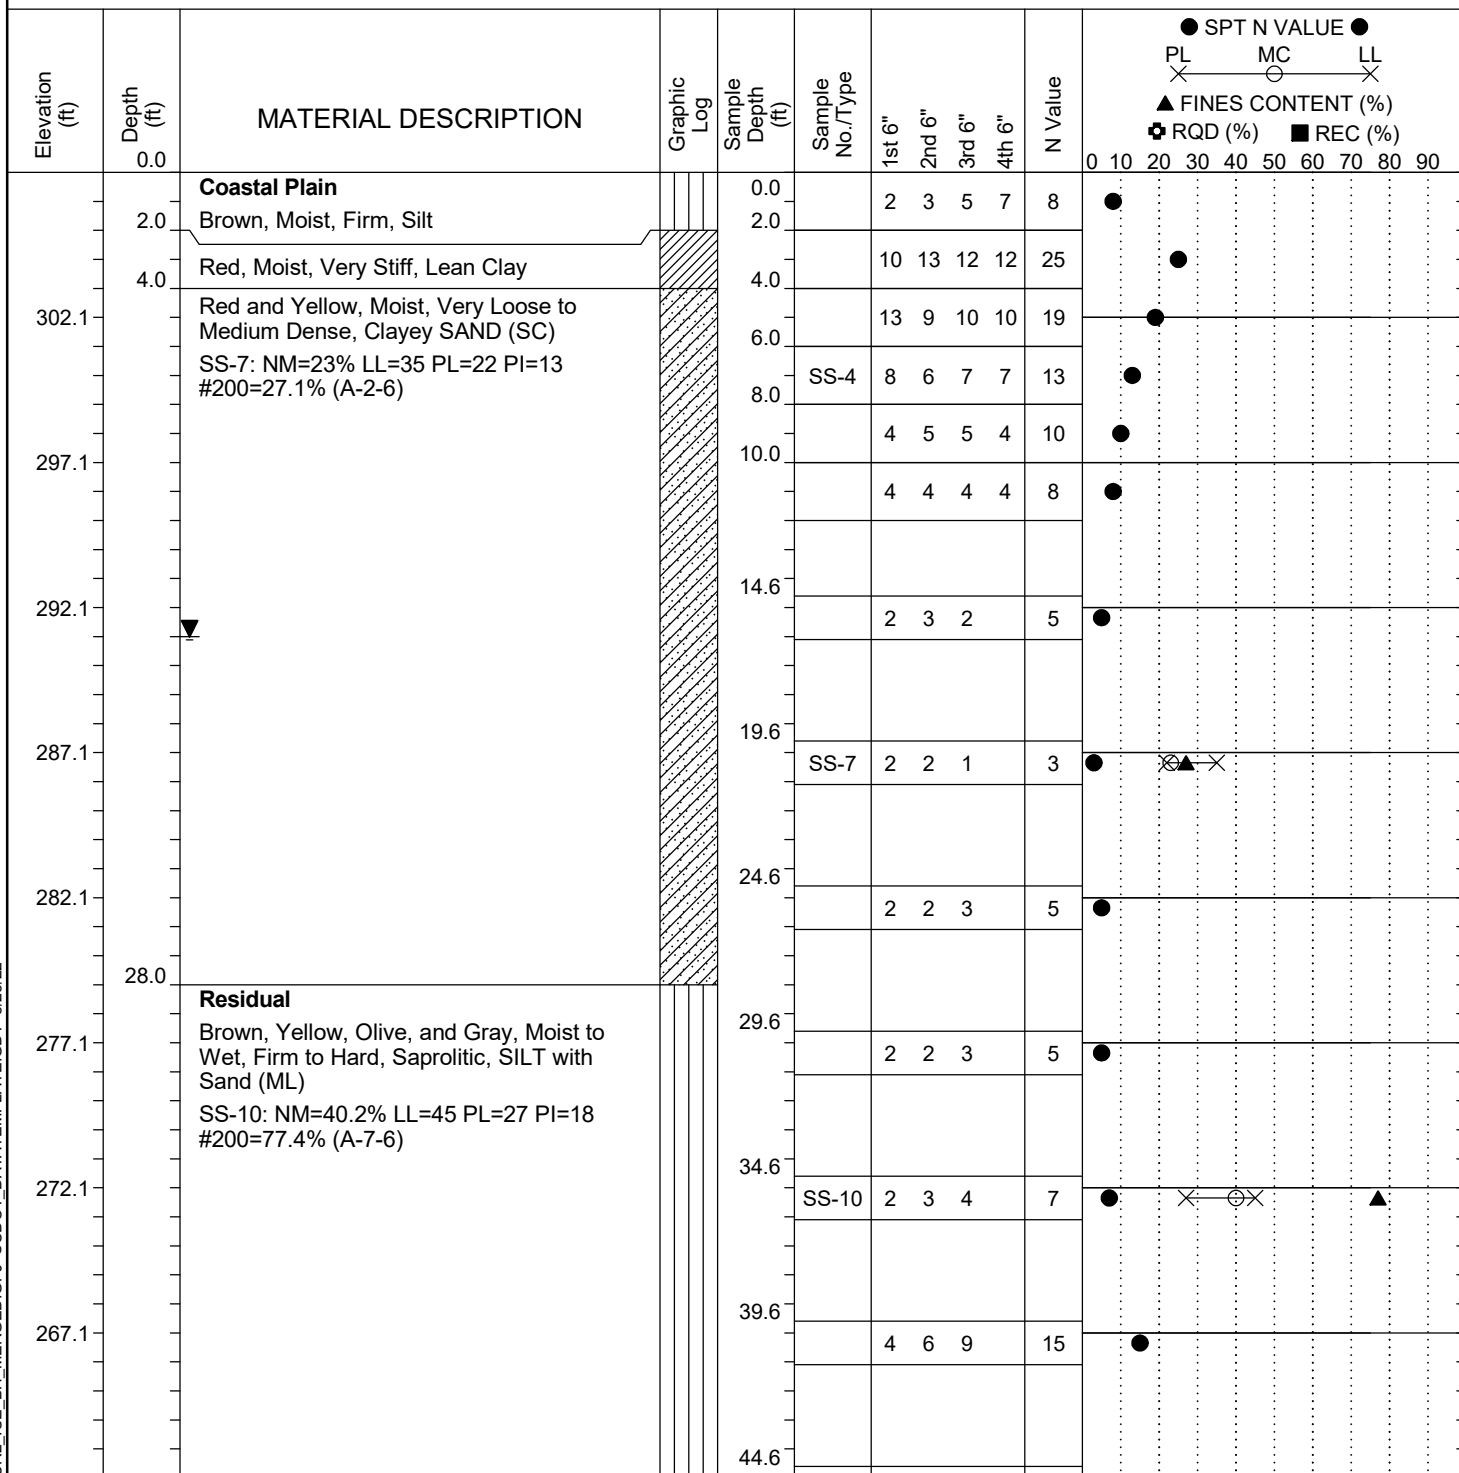 ● SPT N VALUE ●
PL MC LL
▲ FINES CONTENT (%)
RQD (%) ■ REC (%)
Elevation (ft)
Depth (ft)
MATERIAL DESCRIPTION
Graphic Log
Sample Depth (ft)
Sample No./Type
1st 6"
2nd 6"
3rd 6"
4th 6"
N Value
0.0
0 10 20 30 40 50 60 70 80 90
Coastal Plain
0.0
2 3 5 7 8
2.0 Brown, Moist, Firm, Silt 2.0
Red, Moist, Very Stiff, Lean Clay 10 13 12 12 25
4.0 4.0
Red and Yellow, Moist, Very Loose to
302.1 Medium Dense, Clayey SAND (SC) 13 9 10 10 19
6.0
SS-7: NM=23% LL=35 PL=22 PI=13
SS-4 8 6 7 7 13
#200=27.1% (A-2-6) 8.0
4 5 5 4 10
10.0
297.1
4 4 4 4 8
14.6
292.1
2 3 2 5
19.6
287.1
SS-7 2 2 1 3
24.6
282.1
2 2 3 5
28.0
Residual
29.6
Brown, Yellow, Olive, and Gray, Moist to
277.1 Wet, Firm to Hard, Saprolitic, SILT with 2 2 3 5
Sand (ML)
SS-10: NM=40.2% LL=45 PL=27 PI=18
#200=77.4% (A-7-6)
34.6
272.1
SS-10 2 3 4 7
39.6
267.1
4 6 9 15
44.6